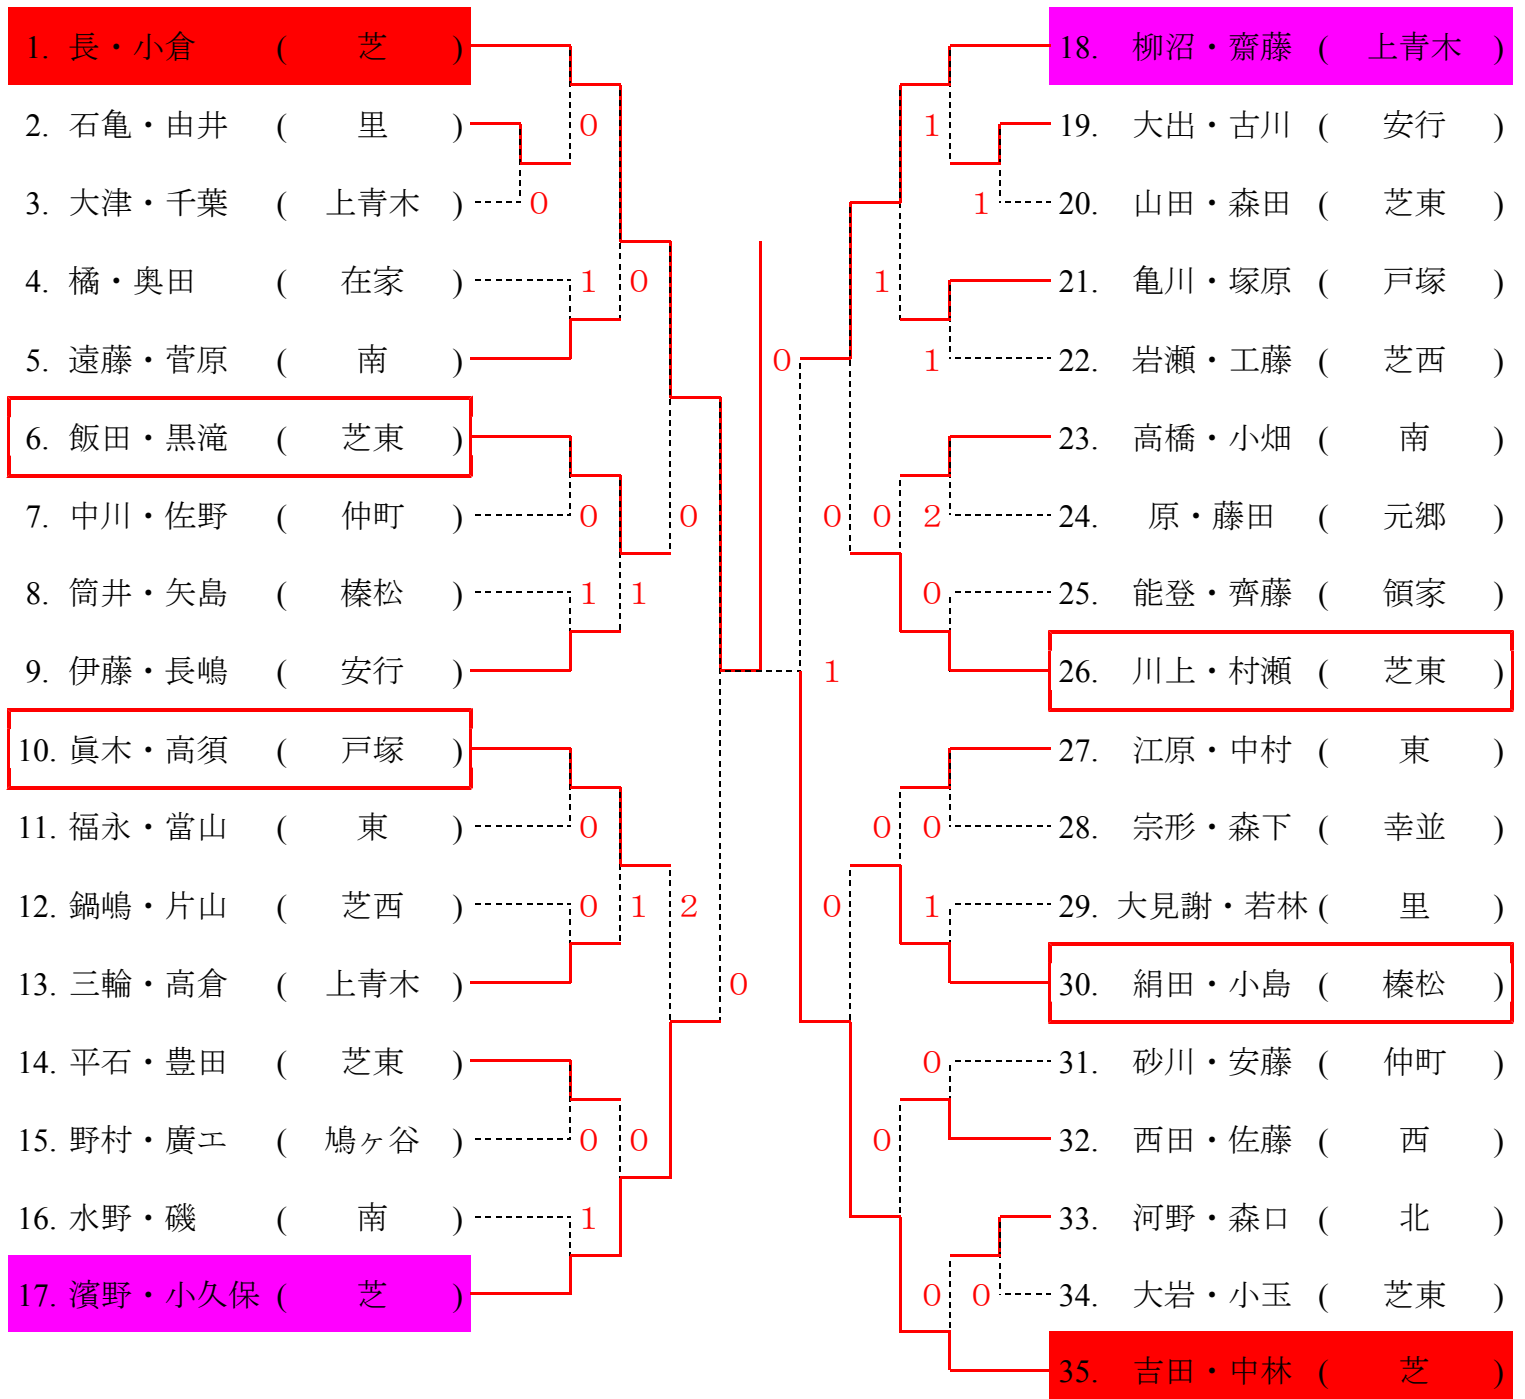 1. 長・小倉 ( 芝 )
2. 石亀・由井 ( 里 )
0
3. 大津・千葉 ( 上青木 )
0
4. 橘・奥田 ( 在家 )
1 0
5. 遠藤・菅原 ( 南 )
6. 飯田・黒滝 ( 芝東 )
7. 中川・佐野 ( 仲町 )
0 0
8. 筒井・矢島 ( 榛松 )
1 1
9. 伊藤・長嶋 ( 安行 )
10. 眞木・高須 ( 戸塚 )
11. 福永・當山 ( 東 )
0
12. 鍋嶋・片山 ( 芝西 )
0 1 2
13. 三輪・高倉 ( 上青木 )
0
14. 平石・豊田 ( 芝東 )
15. 野村・廣エ ( 鳩ヶ谷 )
0 0
16. 水野・磯 ( 南 )
1
17. 濱野・小久保 ( 芝 )
0
1
18. 柳沼・齋藤 ( 上青木 )
1
19. 大出・古川 ( 安行 )
1
20. 山田・森田 ( 芝東 )
1
21. 亀川・塚原 ( 戸塚 )
1
22. 岩瀬・工藤 ( 芝西 )
23. 高橋・小畑 ( 南 )
0 0 2
24. 原・藤田 ( 元郷 )
0
25. 能登・齊藤 ( 領家 )
26. 川上・村瀬 ( 芝東 )
27. 江原・中村 ( 東 )
0 0
28. 宗形・森下 ( 幸並 )
0 1
29. 大見謝・若林 ( 里 )
30. 絹田・小島 ( 榛松 )
0
31. 砂川・安藤 ( 仲町 )
0
32. 西田・佐藤 ( 西 )
33. 河野・森口 ( 北 )
0 0
34. 大岩・小玉 ( 芝東 )
35. 吉田・中林 ( 芝 )